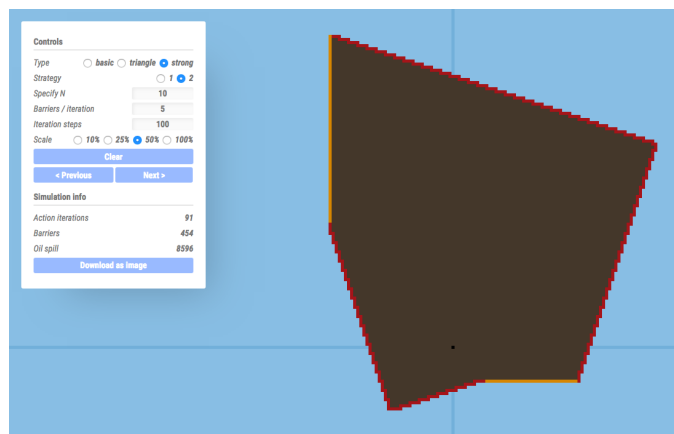 Controls
Type basic triangle strong
Strategy 1 2
Specify N 10
Barriers / iteration 5
Iteration steps 100
Scale 10% 25% 50% 100%
Clear
< Previous Next >
Simulation info
Action iterations 91
Barriers 454
Oil spill 8596
Download as image